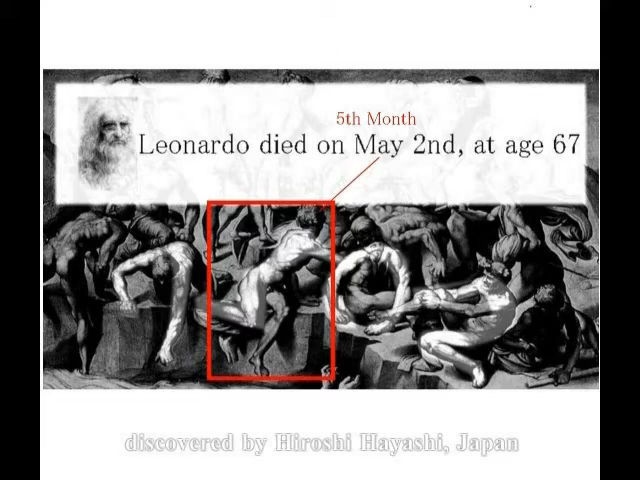 5th Month
Leonardo died on May 2nd, at age 67
discovered by Hiroshi Hayashi, Japan